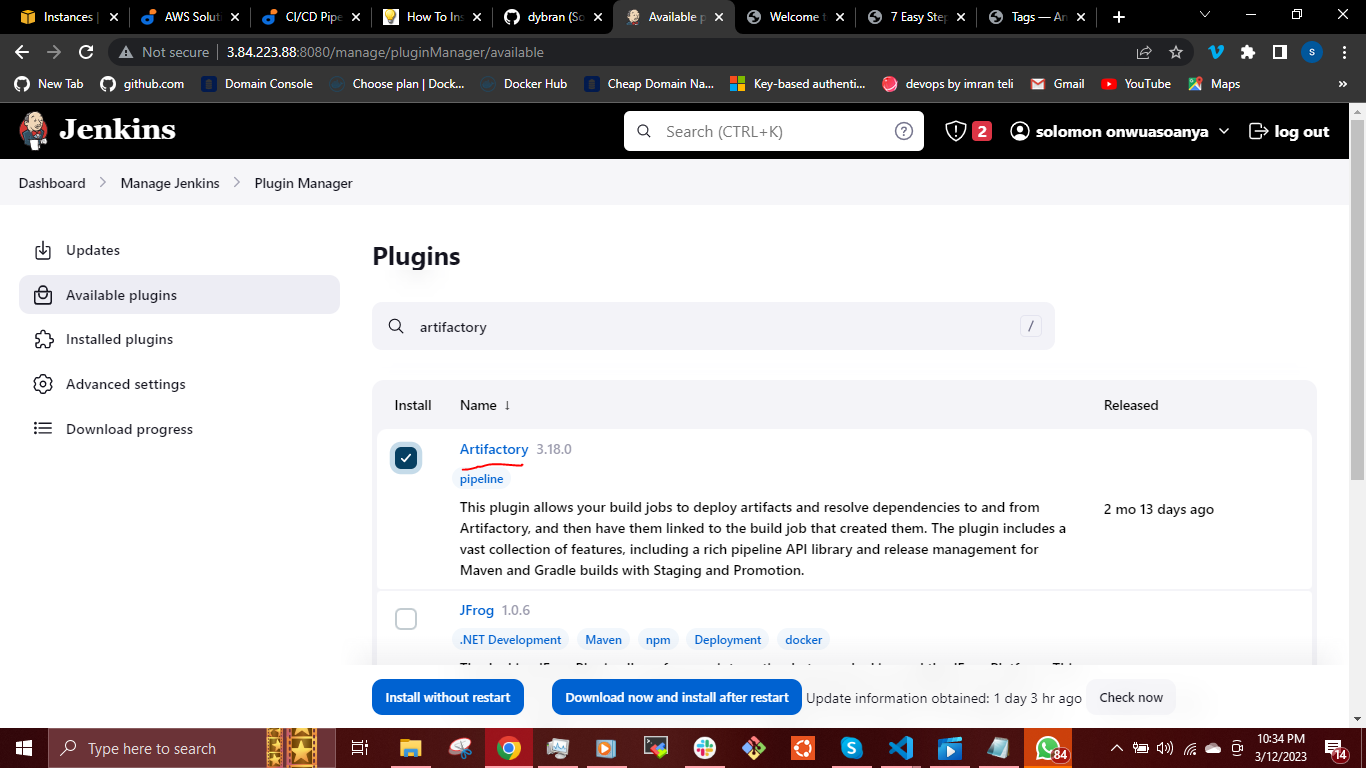 Instances |
AWS Solut
CI/CD Pipe
How To Ins
dybran (So
Available p
Welcome t
7 Easy Step
Tags — An
Not secure
3.84.223.88:8080/manage/pluginManager/available
S
New Tab
github.com
Domain Console
Choose plan | Dock...
Docker Hub
Cheap Domain Na...
Key-based authenti...
devops by imran teli
Gmail
YouTube
Maps
»
Jenkins
Search (CTRL+K)
?
2
solomon onwuasoanya
log out
Dashboard
Manage Jenkins
Plugin Manager
Updates
Available plugins
Installed plugins
Advanced settings
Download progress
Plugins
artifactory
/
Install Name ↓ Released
Artifactory 3.18.0
pipeline
This plugin allows your build jobs to deploy artifacts and resolve dependencies to and from
Artifactory, and then have them linked to the build job that created them. The plugin includes a
vast collection of features, including a rich pipeline API library and release management for
Maven and Gradle builds with Staging and Promotion.
2 mo 13 days ago
JFrog 1.0.6
.NET Development Maven npm Deployment docker
Install without restart
Download now and install after restart
Update information obtained: 1 day 3 hr ago
Check now
Type here to search
84
10:34 PM
3/12/2023
14